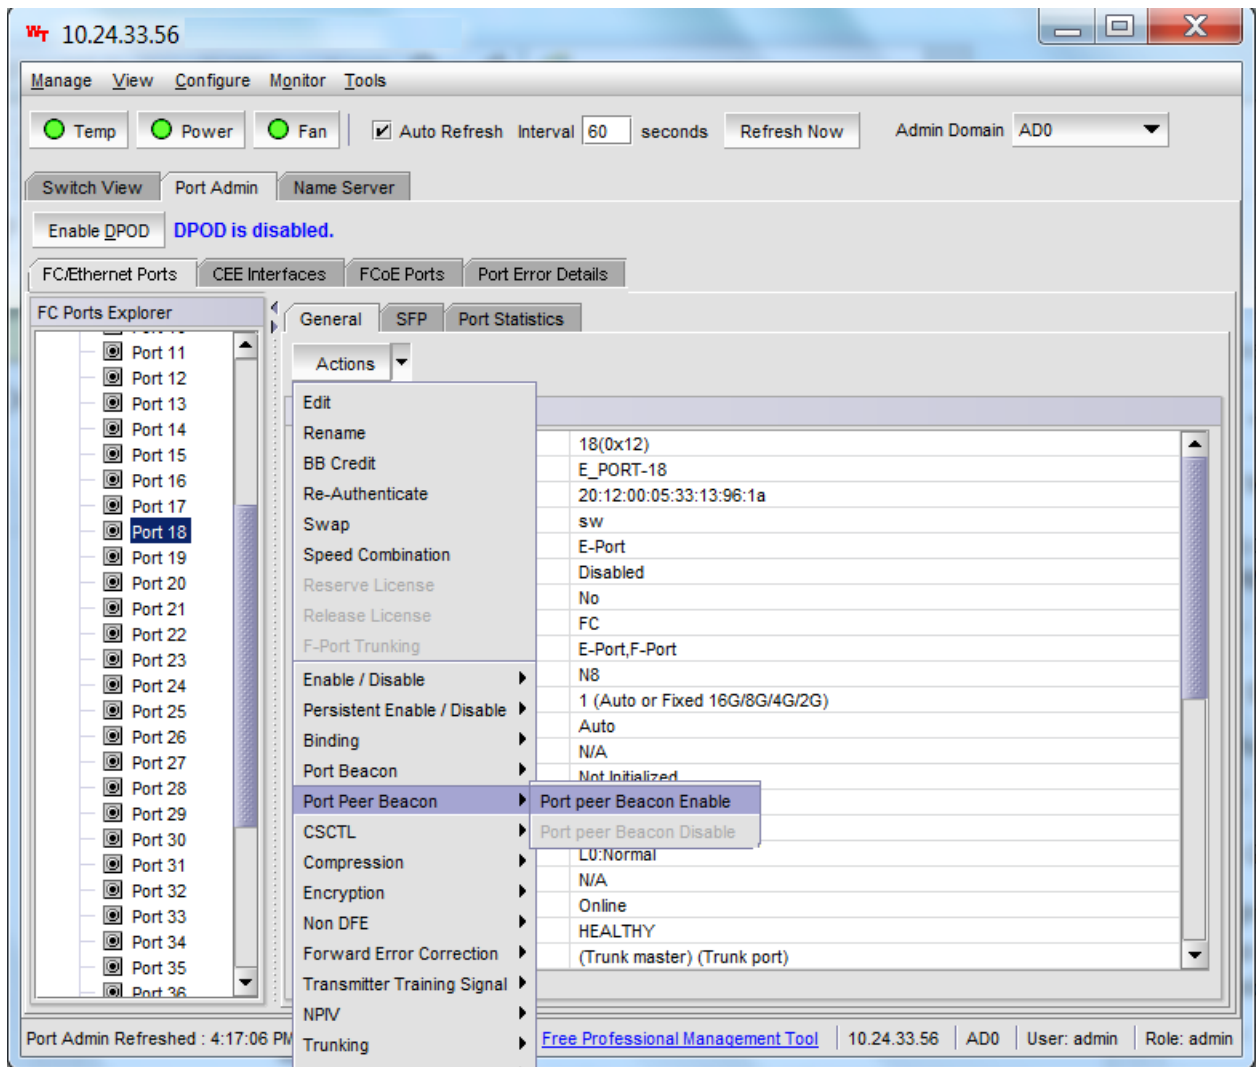 WT 10.24.33.56
Manage View Configure Monitor Tools
Temp Power Fan Auto Refresh Interval 60 seconds Refresh Now Admin Domain AD0
Switch View Port Admin Name Server
Enable DPOD DPOD is disabled.
FC/Ethernet Ports CEE Interfaces FCoE Ports Port Error Details
FC Ports Explorer
Port 11
Port 12
Port 13
Port 14
Port 15
Port 16
Port 17
Port 18
Port 19
Port 20
Port 21
Port 22
Port 23
Port 24
Port 25
Port 26
Port 27
Port 28
Port 29
Port 30
Port 31
Port 32
Port 33
Port 34
Port 35
Port 36
General SFP Port Statistics
Actions
Edit
Rename
BB Credit
Re-Authenticate
Swap
Speed Combination
Reserve License
Release License
F-Port Trunking
Enable / Disable
Persistent Enable / Disable
Binding
Port Beacon
Port Peer Beacon
CSCTL
Compression
Encryption
Non DFE
Forward Error Correction
Transmitter Training Signal
NPIV
Trunking
Port peer Beacon Enable
Port peer Beacon Disable
18(0x12)
E_PORT-18
20:12:00:05:33:13:96:1a
sw
E-Port
Disabled
No
FC
E-Port,F-Port
N8
1 (Auto or Fixed 16G/8G/4G/2G)
Auto
N/A
Not Initialized
L0:Normal
N/A
Online
HEALTHY
(Trunk master) (Trunk port)
Port Admin Refreshed : 4:17:06 PM Free Professional Management Tool 10.24.33.56 AD0 User: admin Role: admin